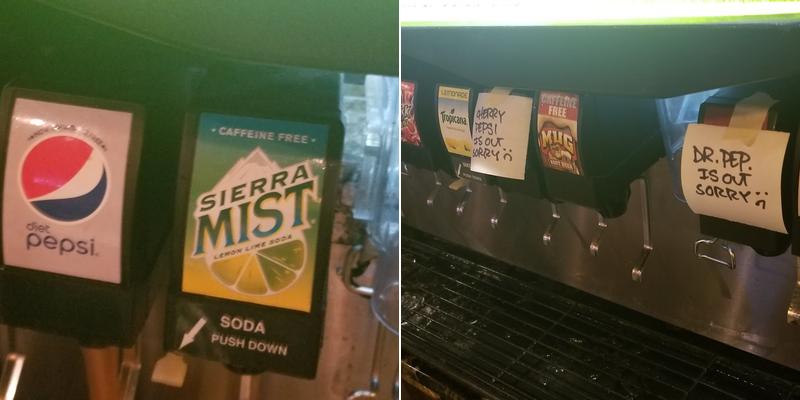 diet
pepsi
• CAFFEINE FREE •
SIERRA
MIST
LEMON LIME SODA
SODA
PUSH DOWN
LEMONADE
Tropicana
CHERRY
PEPSI
IS OUT
SORRY :(
CAFFEINE
FREE
MUG
DR. PEP.
IS OUT
SORRY :(